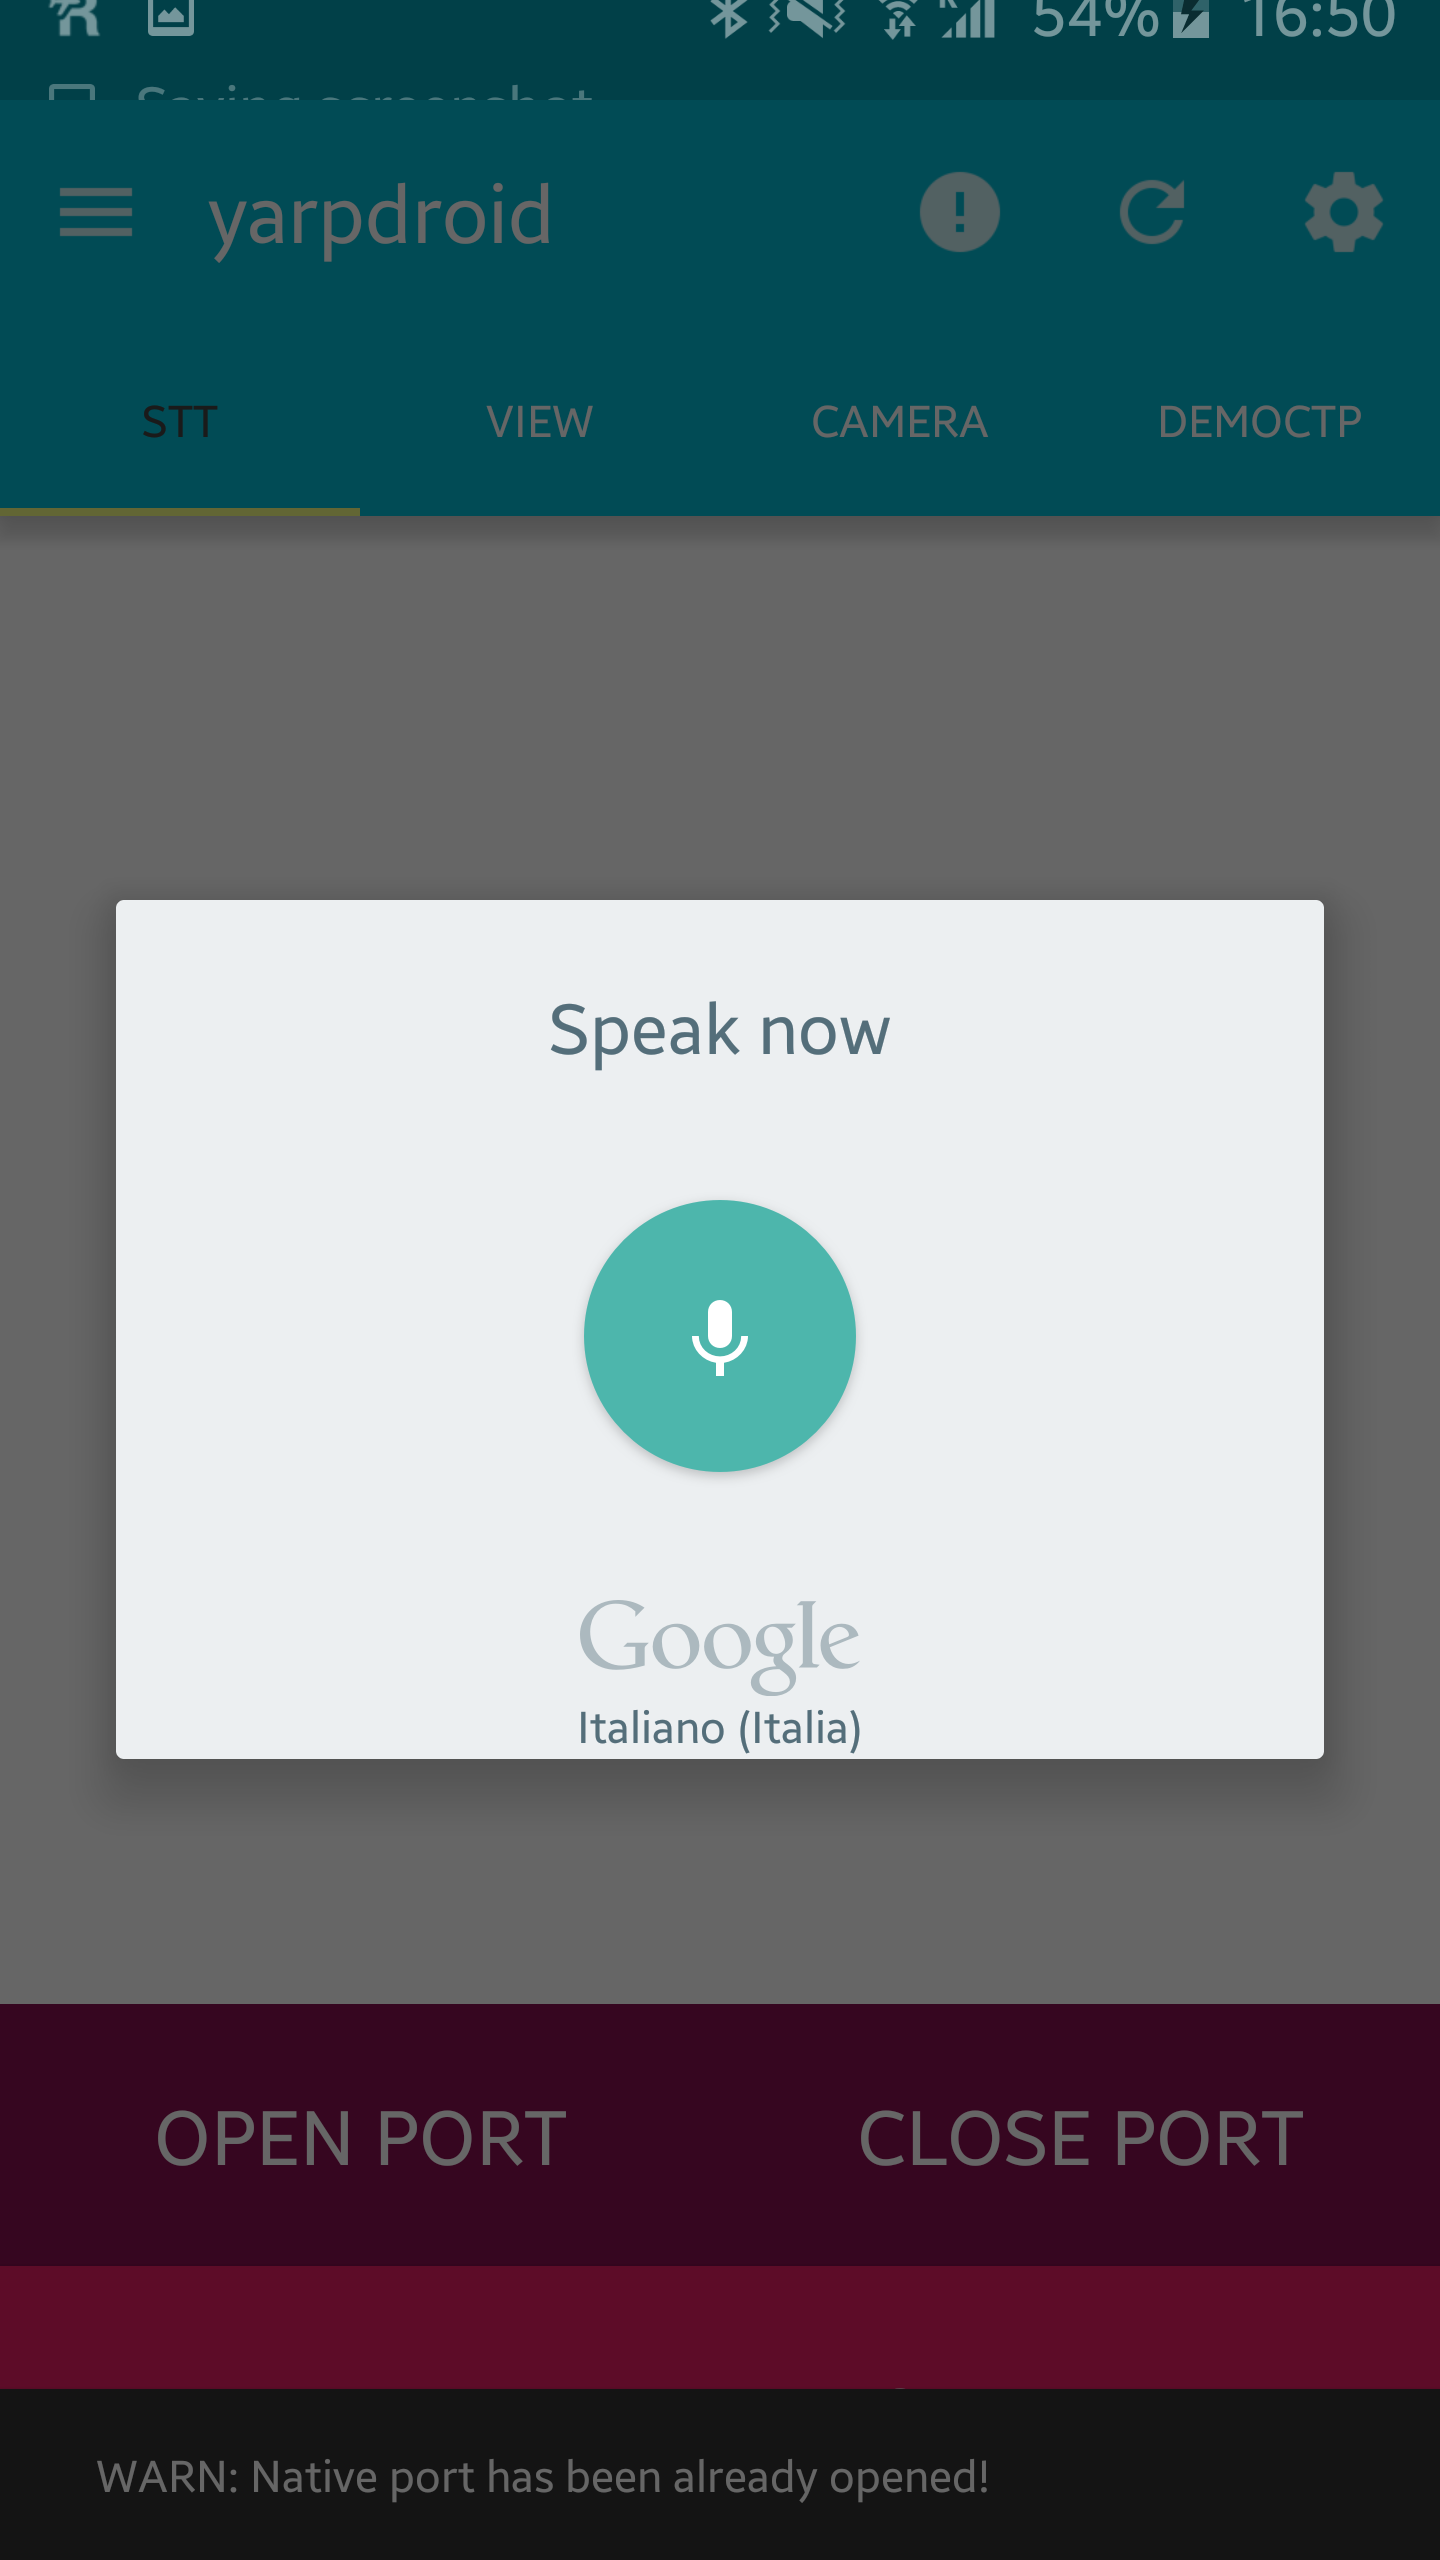 54% 16:50
Saving screenshot
yarpdroid
STT VIEW CAMERA DEMOCTP
Speak now
Google
Italiano (Italia)
OPEN PORT CLOSE PORT
WARN: Native port has been already opened!